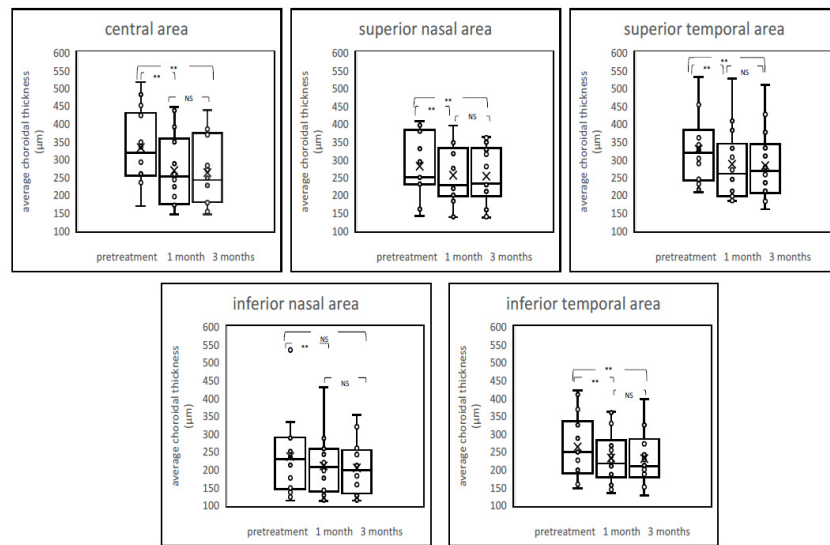 central area
600
550
500
450
400
350
300
250
200
150
100
average choroidal thickness
(μm)
**
**
NS
pretreatment 1 month 3 months
superior nasal area
600
550
500
450
400
350
300
250
200
150
100
average choroidal thickness
(μm)
**
**
NS
pretreatment 1 month 3 months
superior temporal area
600
550
500
450
400
350
300
250
200
150
100
average choroidal thickness
(μm)
**
**
NS
pretreatment 1 month 3 months
inferior nasal area
600
550
500
450
400
350
300
250
200
150
100
average choroidal thickness
(μm)
NS
**
NS
pretreatment 1 month 3 months
inferior temporal area
600
550
500
450
400
350
300
250
200
150
100
average choroidal thickness
(μm)
**
**
NS
pretreatment 1 month 3 months